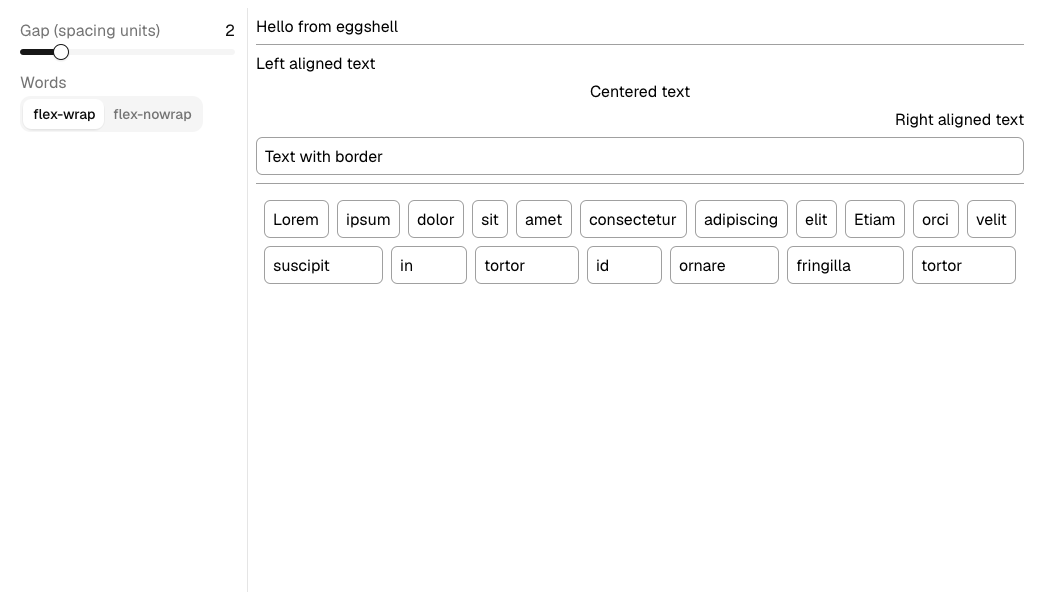 Gap (spacing units) 2
Words
flex-wrap flex-nowrap
Hello from eggshell
Left aligned text
Centered text
Right aligned text
Text with border
Lorem ipsum dolor sit amet consectetur adipiscing elit Etiam orci velit
suscipit in tortor id ornare fringilla tortor